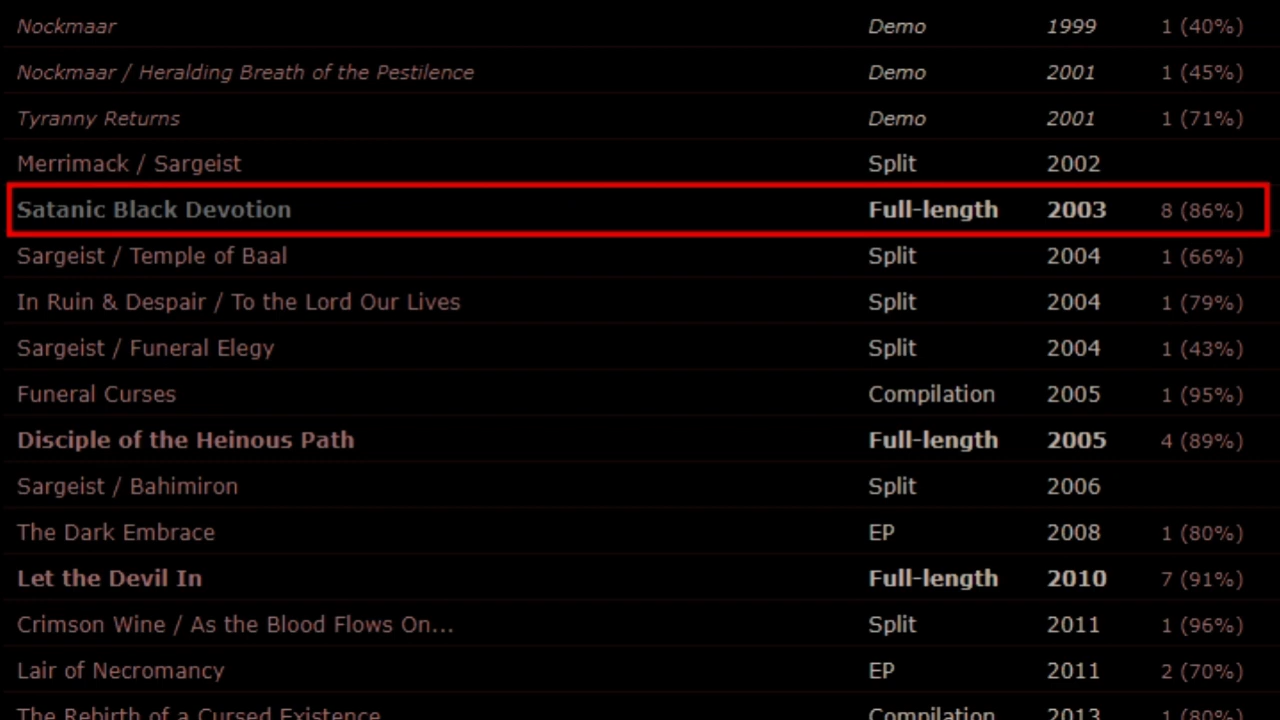 Nockmaar Demo 1999 1 (40%)
Nockmaar / Heralding Breath of the Pestilence Demo 2001 1 (45%)
Tyranny Returns Demo 2001 1 (71%)
Merrimack / Sargeist Split 2002
Satanic Black Devotion Full-length 2003 8 (86%)
Sargeist / Temple of Baal Split 2004 1 (66%)
In Ruin & Despair / To the Lord Our Lives Split 2004 1 (79%)
Sargeist / Funeral Elegy Split 2004 1 (43%)
Funeral Curses Compilation 2005 1 (95%)
Disciple of the Heinous Path Full-length 2005 4 (89%)
Sargeist / Bahimiron Split 2006
The Dark Embrace EP 2008 1 (80%)
Let the Devil In Full-length 2010 7 (91%)
Crimson Wine / As the Blood Flows On... Split 2011 1 (96%)
Lair of Necromancy EP 2011 2 (70%)
The Rebirth of a Cursed Existence Compilation 2013 1 (80%)